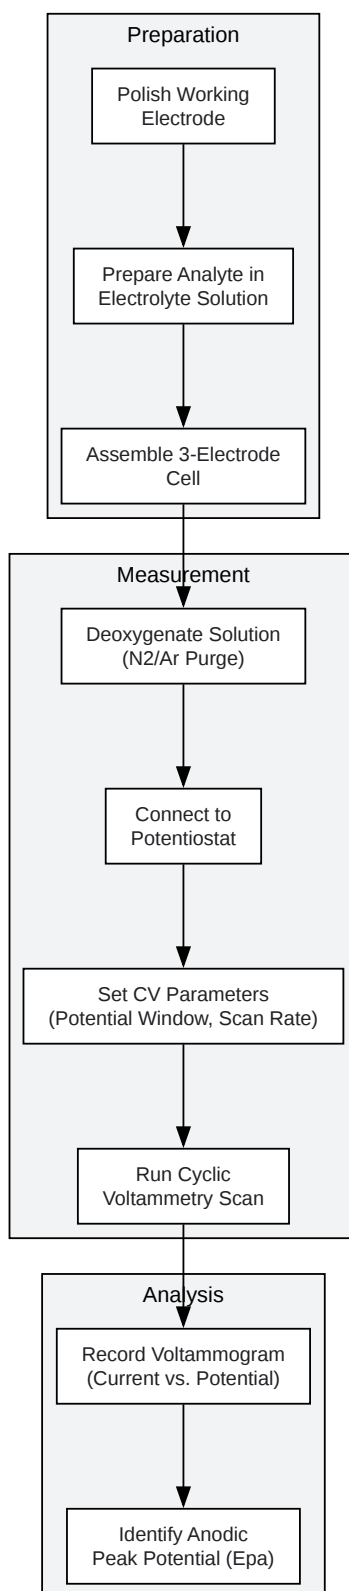 Preparation
Polish Working
Electrode
Prepare Analyte in
Electrolyte Solution
Assemble 3-Electrode
Cell
Measurement
Deoxygenate Solution
(N2/Ar Purge)
Connect to
Potentiostat
Set CV Parameters
(Potential Window, Scan Rate)
Run Cyclic
Voltammetry Scan
Analysis
Record Voltammogram
(Current vs. Potential)
Identify Anodic
Peak Potential (Epa)